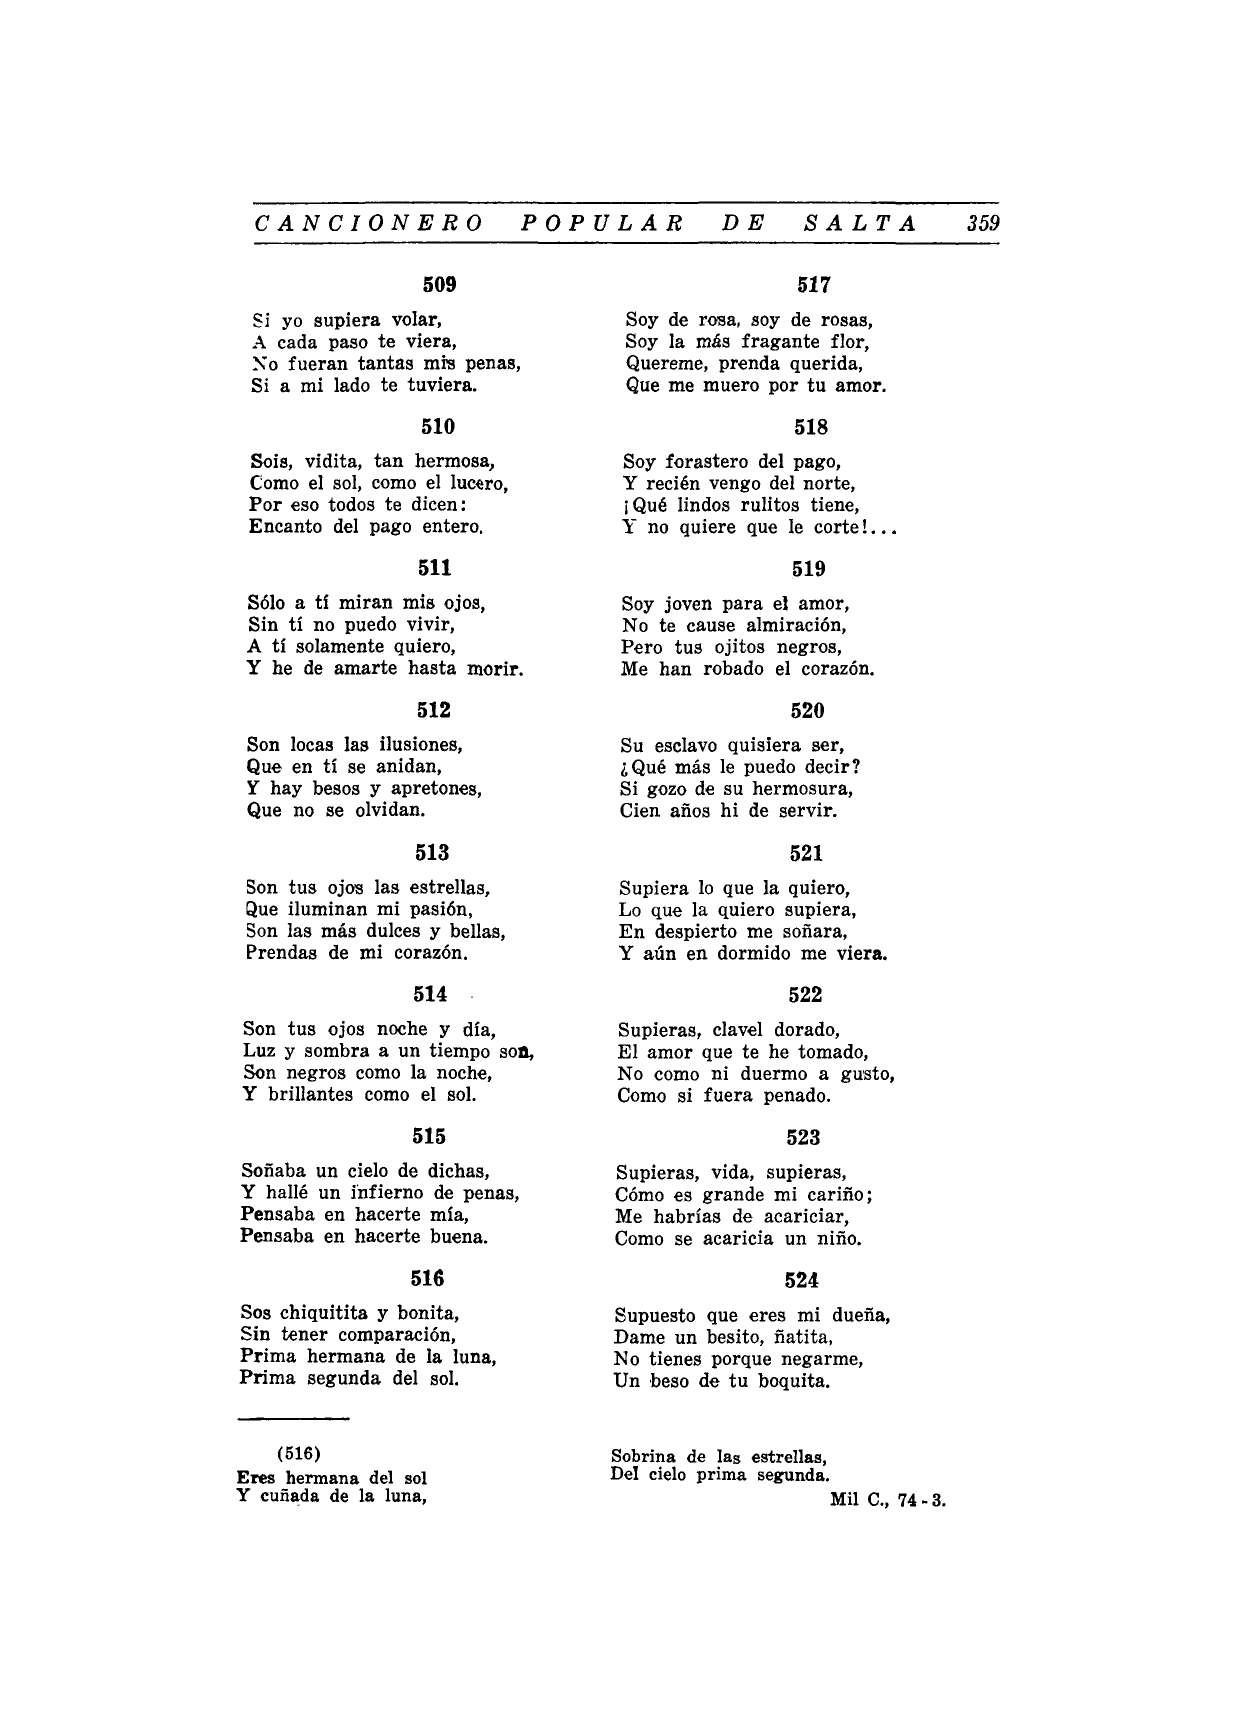 CANCIONERO POPULAR DE SALTA 359
509
Si yo supiera volar,
A cada paso te viera,
No fueran tantas mis penas,
Si a mi lado te tuviera.
510
Sois, vidita, tan hermosa,
Como el sol, como el lucero,
Por eso todos te dicen:
Encanto del pago entero.
511
Sólo a tí miran mis ojos,
Sin tí no puedo vivir,
A tí solamente quiero,
Y he de amarte hasta morir.
512
Son locas las ilusiones,
Que en tí se anidan,
Y hay besos y apretones,
Que no se olvidan.
513
Son tus ojos las estrellas,
Que iluminan mi pasión,
Son las más dulces y bellas,
Prendas de mi corazón.
514
Son tus ojos noche y día,
Luz y sombra a un tiempo son,
Son negros como la noche,
Y brillantes como el sol.
515
Soñaba un cielo de dichas,
Y hallé un infierno de penas,
Pensaba en hacerte mía,
Pensaba en hacerte buena.
516
Sos chiquitita y bonita,
Sin tener comparación,
Prima hermana de la luna,
Prima segunda del sol.
517
Soy de rosa, soy de rosas,
Soy la más fragante flor,
Quereme, prenda querida,
Que me muero por tu amor.
518
Soy forastero del pago,
Y recién vengo del norte,
¡Qué lindos rulitos tiene,
Y no quiere que le corte!...
519
Soy joven para el amor,
No te cause almiración,
Pero tus ojitos negros,
Me han robado el corazón.
520
Su esclavo quisiera ser,
¿Qué más le puedo decir?
Si gozo de su hermosura,
Cien años hi de servir.
521
Supiera lo que la quiero,
Lo que la quiero supiera,
En despierto me soñara,
Y aún en dormido me viera.
522
Supieras, clavel dorado,
El amor que te he tomado,
No como ni duermo a gusto,
Como si fuera penado.
523
Supieras, vida, supieras,
Cómo es grande mi cariño;
Me habrías de acariciar,
Como se acaricia un niño.
524
Supuesto que eres mi dueña,
Dame un besito, ñatita,
No tienes porque negarme,
Un beso de tu boquita.
(516)
Eres hermana del sol
Y cuñada de la luna,
Sobrina de las estrellas,
Del cielo prima segunda.
Mil C., 74-3.